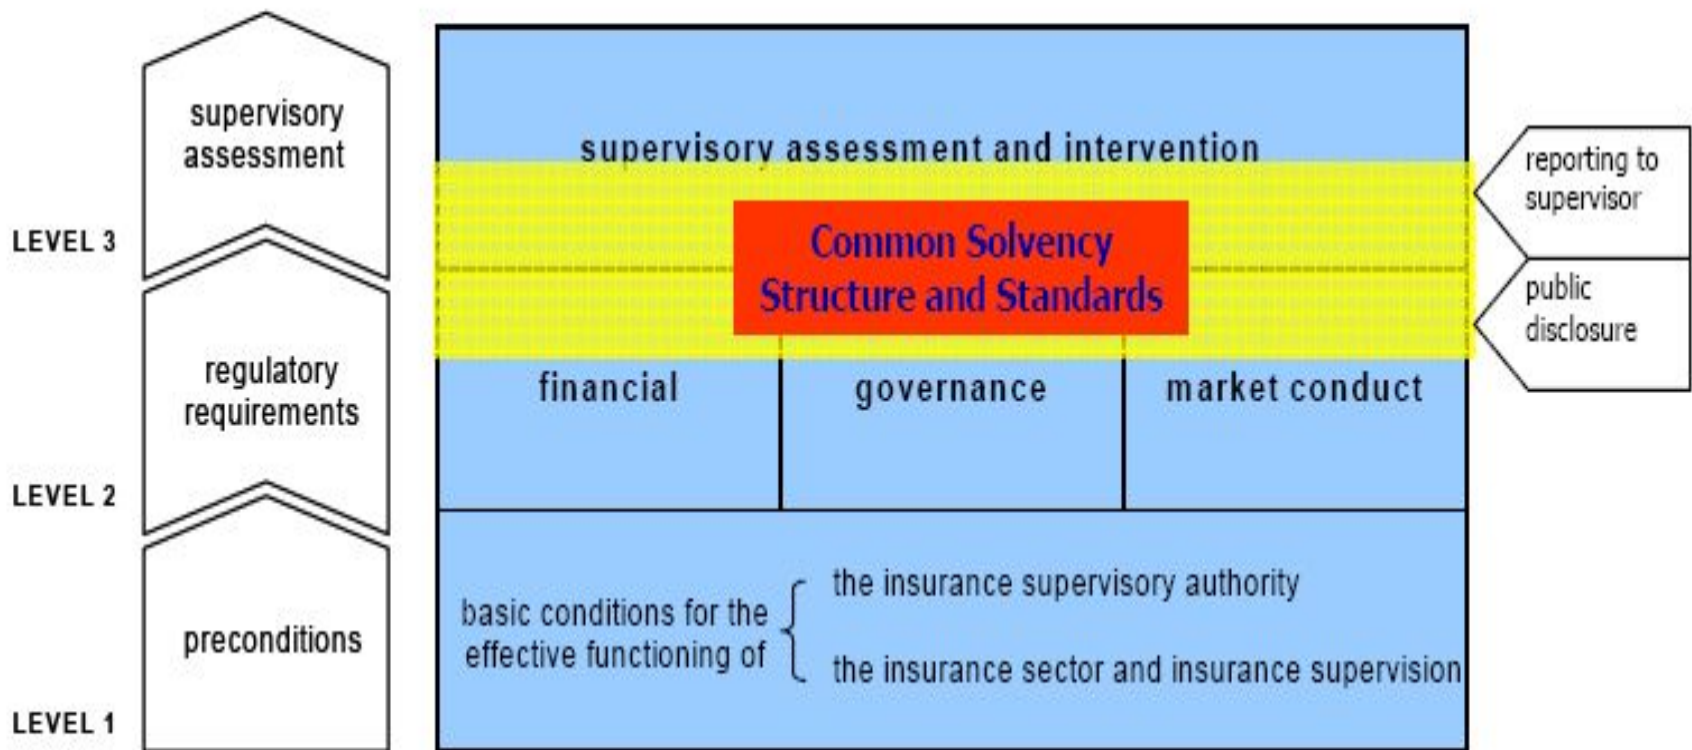 supervisory
assessment
LEVEL 3
supervisory assessment and intervention
Common Solvency
Structure and Standards
reporting to
supervisor
public
disclosure
regulatory
requirements
LEVEL 2
financial
governance
market conduct
preconditions
LEVEL 1
basic conditions for the
effective functioning of
the insurance supervisory authority
the insurance sector and insurance supervision